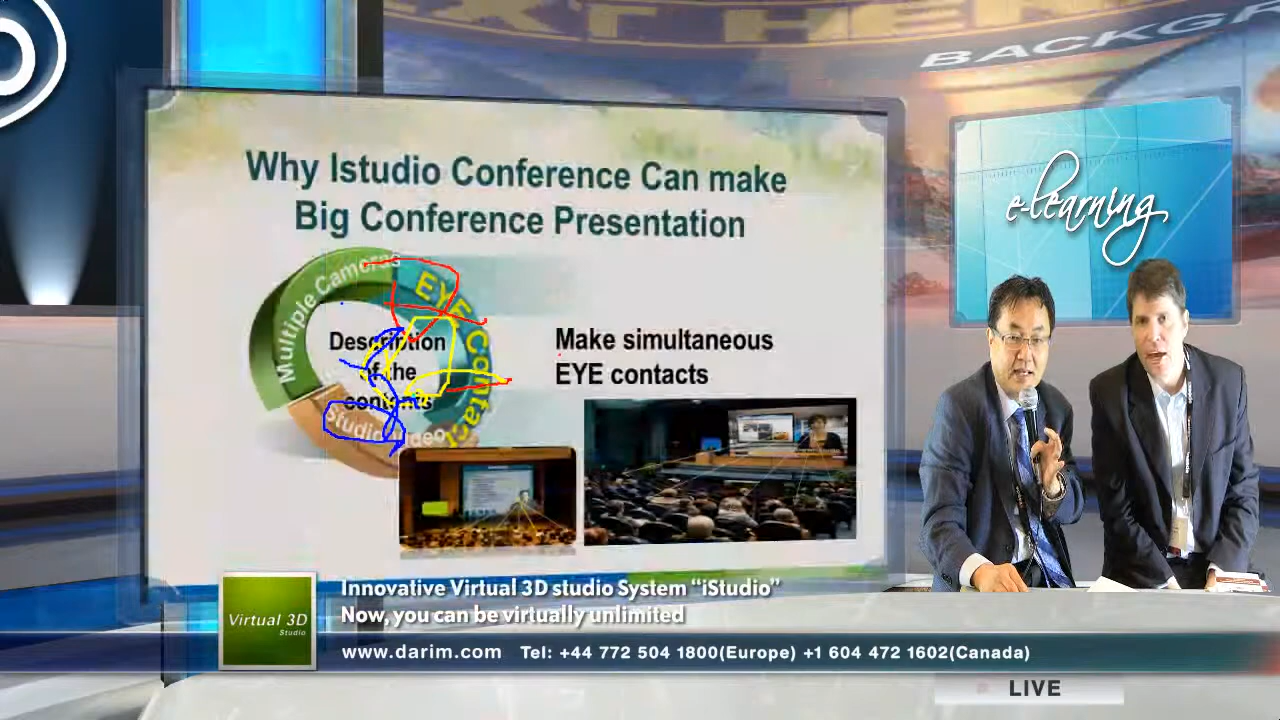 BACKGR
e-learning
Why Istudio Conference Can make
Big Conference Presentation
Multiple Cameras
EYE Contact
Description
of the
contents
Studio Video
Make simultaneous
EYE contacts
Virtual 3D
Studio
Innovative Virtual 3D studio System “iStudio”
Now, you can be virtually unlimited
www.darim.com Tel: +44 772 504 1800(Europe) +1 604 472 1602(Canada)
LIVE